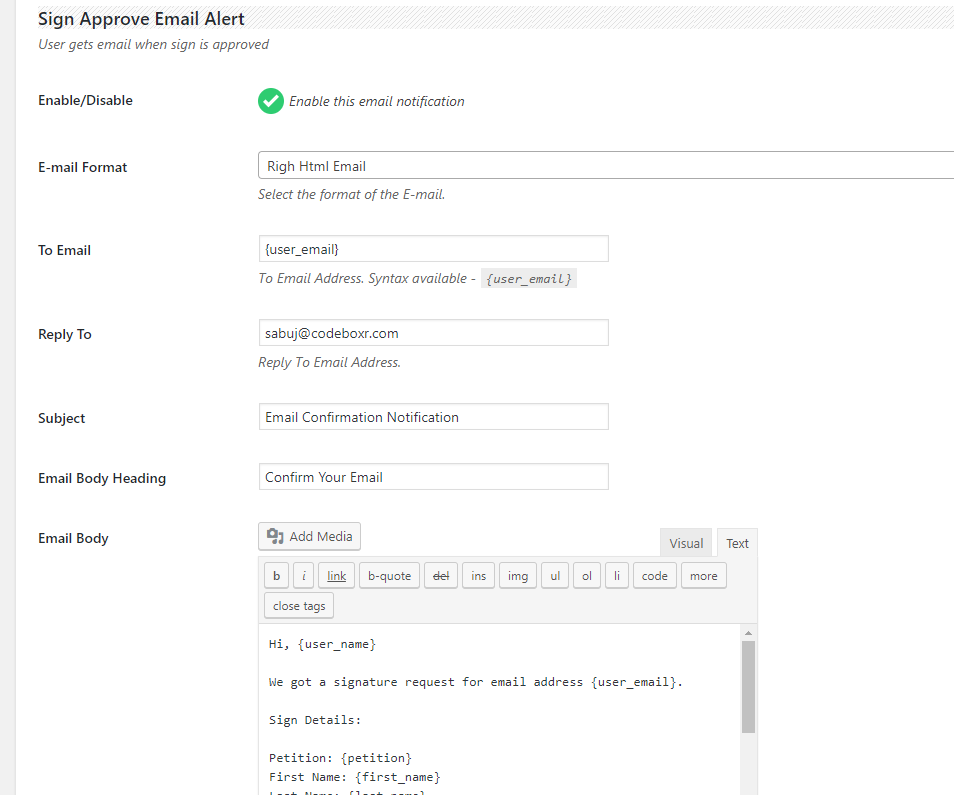 Sign Approve Email Alert
User gets email when sign is approved
Enable/Disable
Enable this email notification
E-mail Format
Righ Html Email
Select the format of the E-mail.
To Email
{user_email}
To Email Address. Syntax available - {user_email}
Reply To
sabuj@codeboxr.com
Reply To Email Address.
Subject
Email Confirmation Notification
Email Body Heading
Confirm Your Email
Email Body
Add Media
Visual Text
b i link b-quote del ins img ul ol li code more
close tags
Hi, {user_name}
We got a signature request for email address {user_email}.
Sign Details:
Petition: {petition}
First Name: {first_name}
Last Name: {last_name}